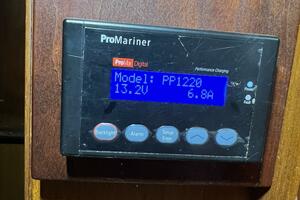 ProMariner
ProMar Digital
Performance Charging
Model: PP1220
13.2V 6.8A
Backlight
Alarm
Setup